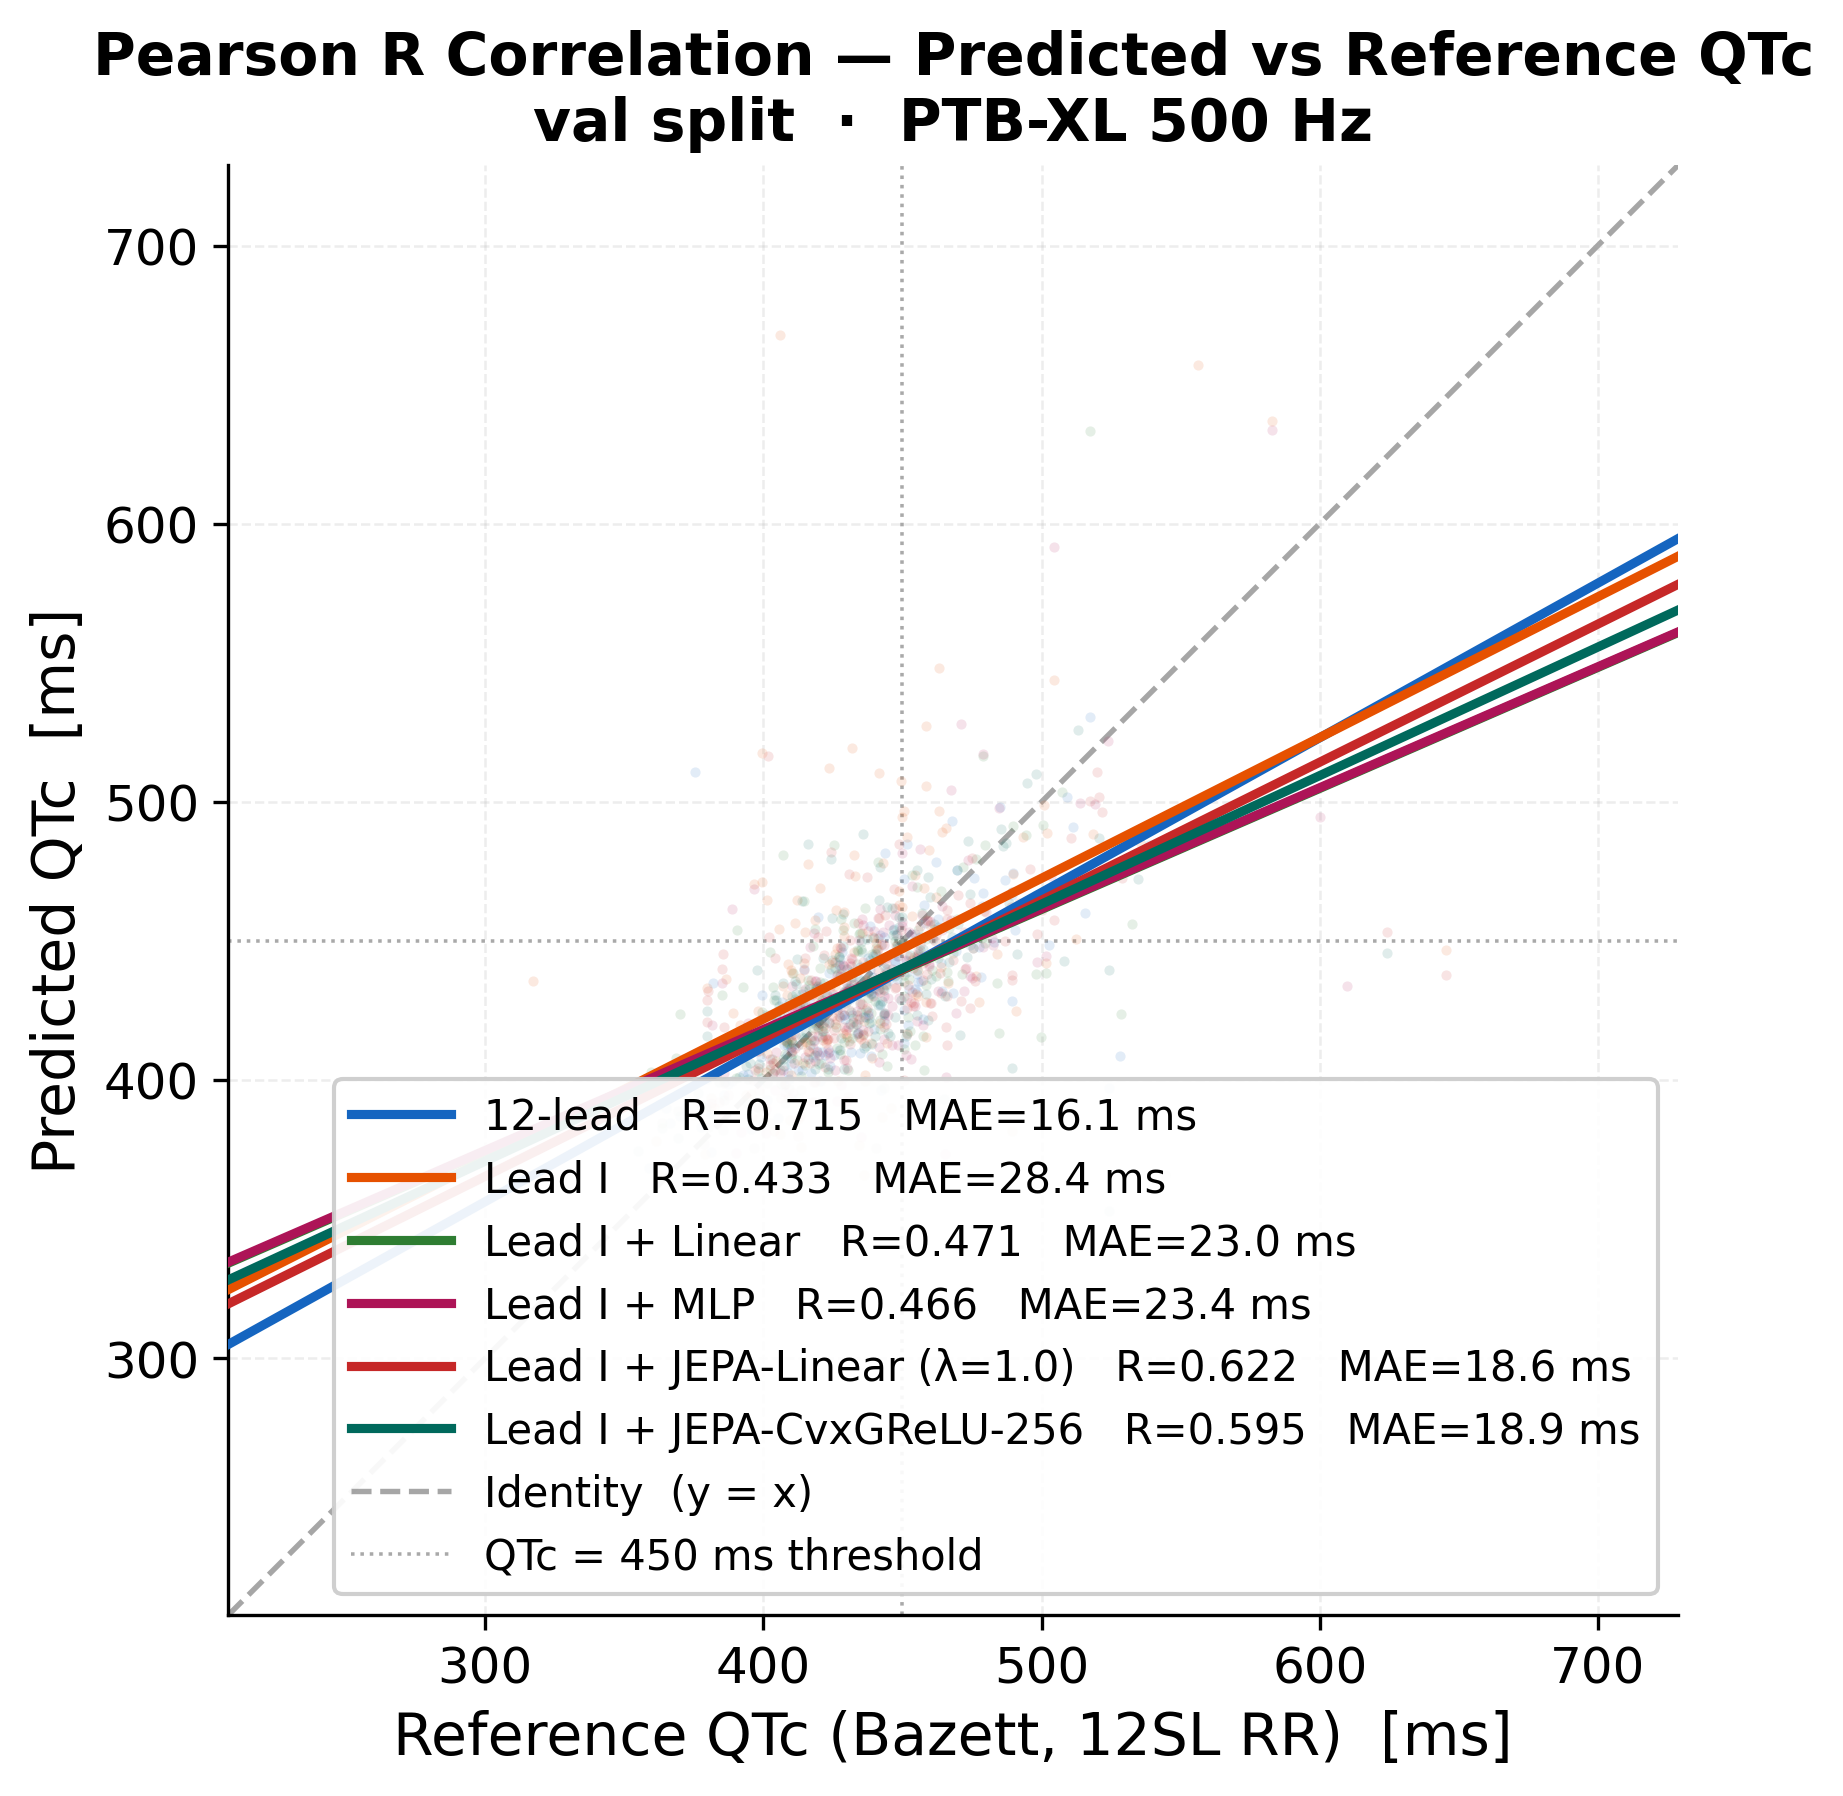 Pearson R Correlation — Predicted vs Reference QTc
val split · PTB-XL 500 Hz
Predicted QTc [ms]
700
600
500
400
300
12-lead R=0.715 MAE=16.1 ms
Lead I R=0.433 MAE=28.4 ms
Lead I + Linear R=0.471 MAE=23.0 ms
Lead I + MLP R=0.466 MAE=23.4 ms
Lead I + JEPA-Linear (λ=1.0) R=0.622 MAE=18.6 ms
Lead I + JEPA-CvxGReLU-256 R=0.595 MAE=18.9 ms
Identity (y = x)
QTc = 450 ms threshold
300 400 500 600 700
Reference QTc (Bazett, 12SL RR) [ms]